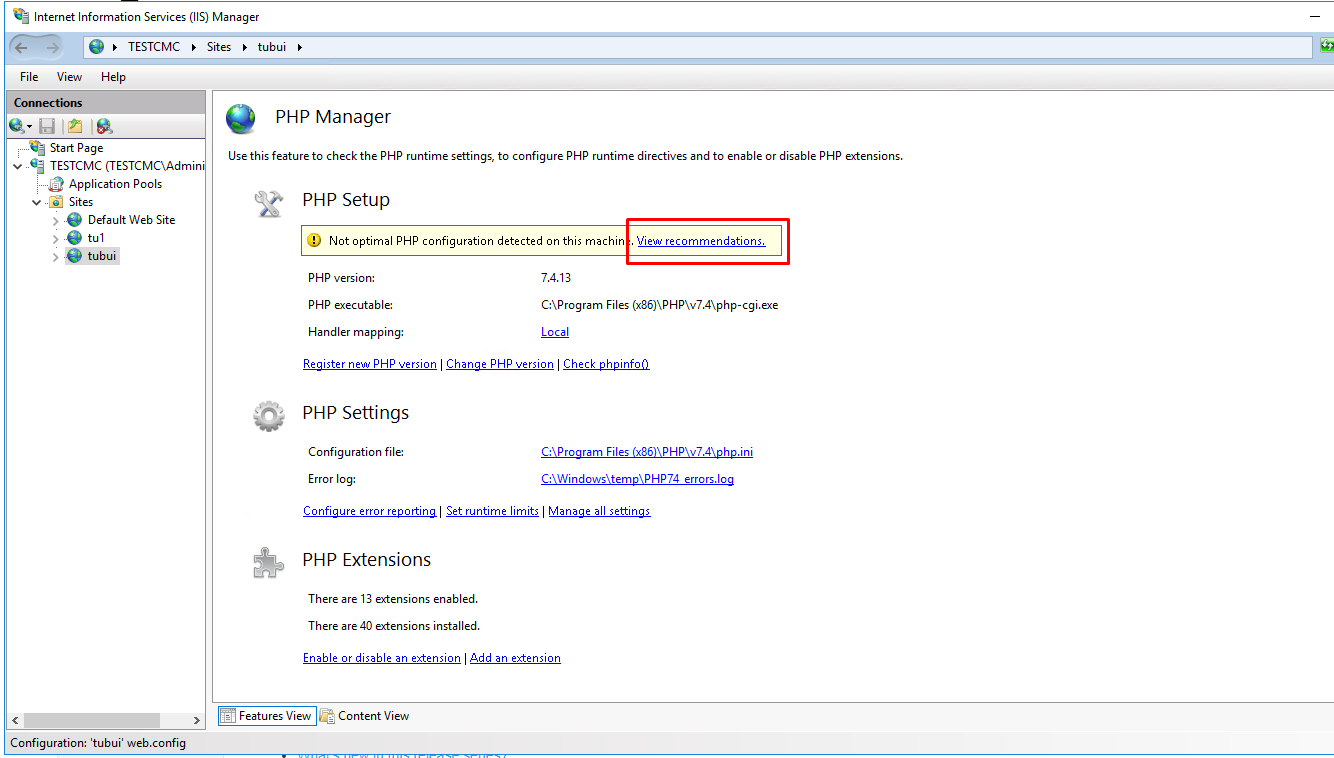 Internet Information Services (IIS) Manager
TESTCMC Sites tubui
File View Help
Connections
Start Page
TESTCMC (TESTCMC\Admini
Application Pools
Sites
Default Web Site
tu1
tubui
PHP Manager
Use this feature to check the PHP runtime settings, to configure PHP runtime directives and to enable or disable PHP extensions.
PHP Setup
Not optimal PHP configuration detected on this machine. View recommendations.
PHP version: 7.4.13
PHP executable: C:\Program Files (x86)\PHP\v7.4\php-cgi.exe
Handler mapping: Local
Register new PHP version | Change PHP version | Check phpinfo()
PHP Settings
Configuration file: C:\Program Files (x86)\PHP\v7.4\php.ini
Error log: C:\Windows\temp\PHP74_errors.log
Configure error reporting | Set runtime limits | Manage all settings
PHP Extensions
There are 13 extensions enabled.
There are 40 extensions installed.
Enable or disable an extension | Add an extension
Features View Content View
Configuration: 'tubui' web.config
What's new in this release series?